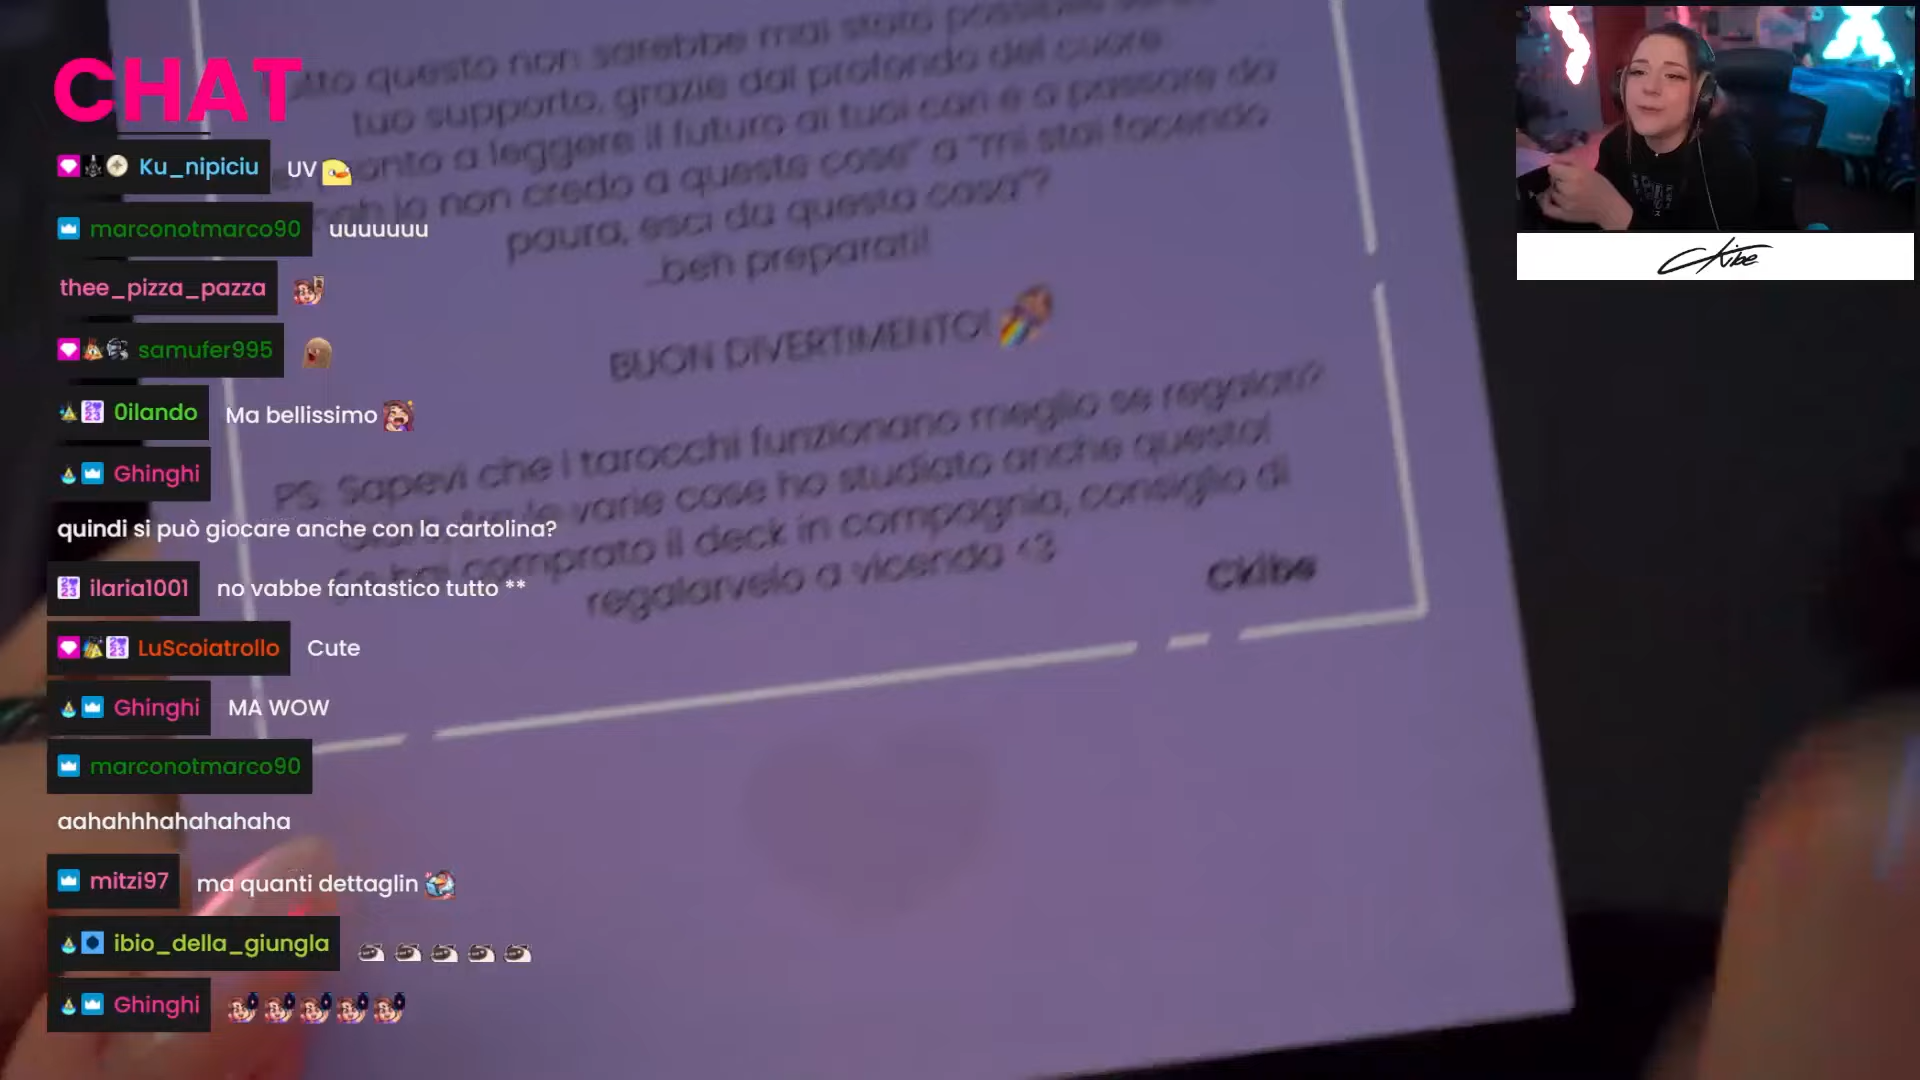 CHAT
Ku_nipiciu UV
marconotmarco90 uuuuuuu
thee_pizza_pazza
samufer995
0ilando Ma bellissimo
Ghinghi
quindi si può giocare anche con la cartolina?
ilaria1001 no vabbe fantastico tutto **
LuScoiatrollo Cute
Ghinghi MA WOW
marconotmarco90
aahahhhahahahaha
mitzi97 ma quanti dettaglin
ibio_della_giungla
Ghinghi
questo non sarebbe mai stato possibile
tuo supporto, grazie dal profondo del cuore.
a leggere il futuro ai tuoi cari e a passare da
io non credo a queste cose" a "mi stai facendo
paura, esci da questa casa"?
...beh preparati!
BUON DIVERTIMENTO!
PS: Sapevi che i tarocchi funzionano meglio se regalati?
le varie cose ho studiato anche questo!
comprato il deck in compagnia, consiglio di
regalarvelo a vicenda <3
Ckibe
Ckibe